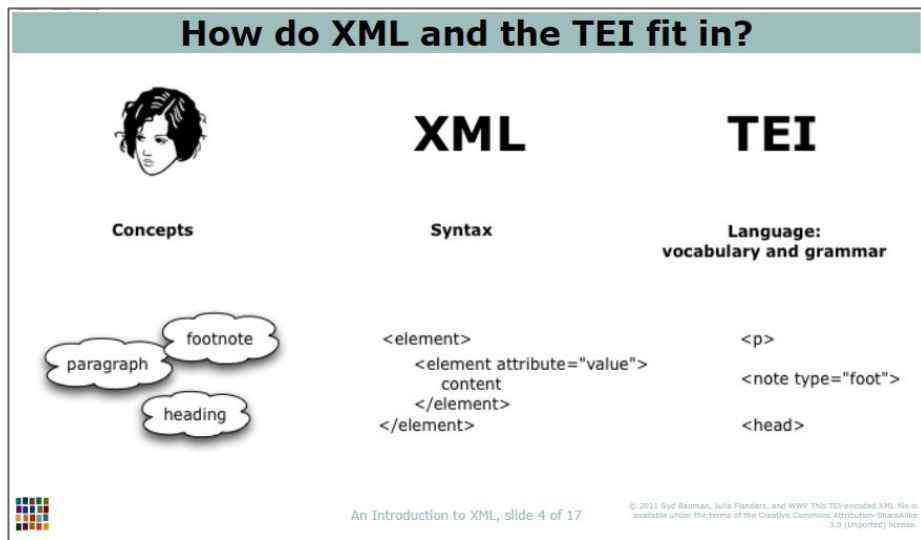 How do XML and the TEI fit in?
XML
TEI
Concepts
Syntax
Language:
vocabulary and grammar
footnote
paragraph
heading
<element>
<element attribute="value">
content
</element>
</element>
<p>
<note type="foot">
<head>
An Introduction to XML, slide 4 of 17
© 2011 Syd Bauman, Julia Flanders, and WWP This TEI-encoded XML file is
available under the terms of the Creative Commons Attribution-ShareAlike
3.0 (Unported) license.